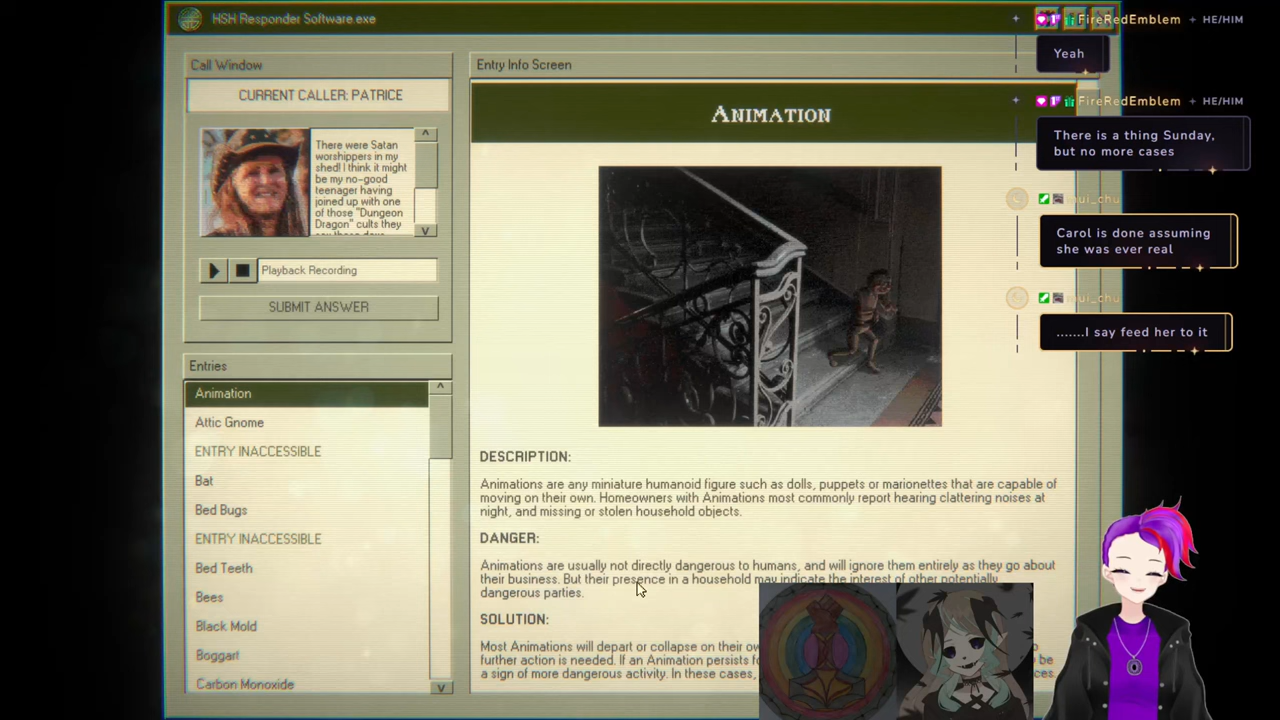 HSH Responder Software.exe
Call Window
CURRENT CALLER: PATRICE
There were Satan
worshippers in my
shed! I think it might
be my no-good
teenager having
joined up with one
of those "Dungeon
Dragon" cults they
Playback Recording
SUBMIT ANSWER
Entries
Animation
Attic Gnome
ENTRY INACCESSIBLE
Bat
Bed Bugs
ENTRY INACCESSIBLE
Bed Teeth
Bees
Black Mold
Boggart
Carbon Monoxide
Entry Info Screen
ANIMATION
DESCRIPTION:
Animations are any miniature humanoid figure such as dolls, puppets or marionettes that are capable of
moving on their own. Homeowners with Animations most commonly report hearing clattering noises at
night, and missing or stolen household objects.
DANGER:
Animations are usually not directly dangerous to humans, and will ignore them entirely as they go about
their business. But their presence in a household may indicate the interest of other potentially
dangerous parties.
SOLUTION:
Most Animations will depart or collapse on their ow
further action is needed. If an Animation persists fo
be
a sign of more dangerous activity. In these cases,
FireRedEmblem HE/HIM
Yeah
FireRedEmblem HE/HIM
There is a thing Sunday,
but no more cases
mui_chu
Carol is done assuming
she was ever real
mui_chu
.......I say feed her to it